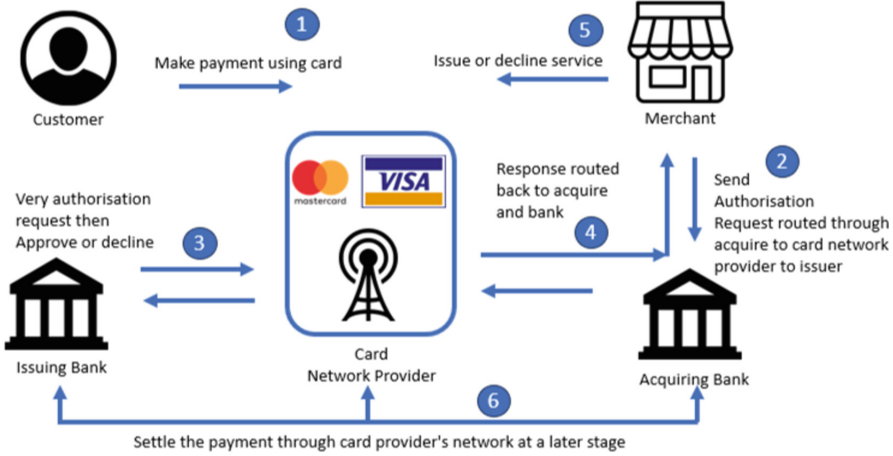 1
5
Make payment using card
Issue or decline service
Customer
Merchant
mastercard
VISA
Response routed
back to acquire
and bank
4
2
Send
Authorisation
Request routed through
acquire to card network
provider to issuer
Very authorisation
request then
Approve or decline
3
Issuing Bank
Card
Network Provider
Acquiring Bank
6
Settle the payment through card provider's network at a later stage